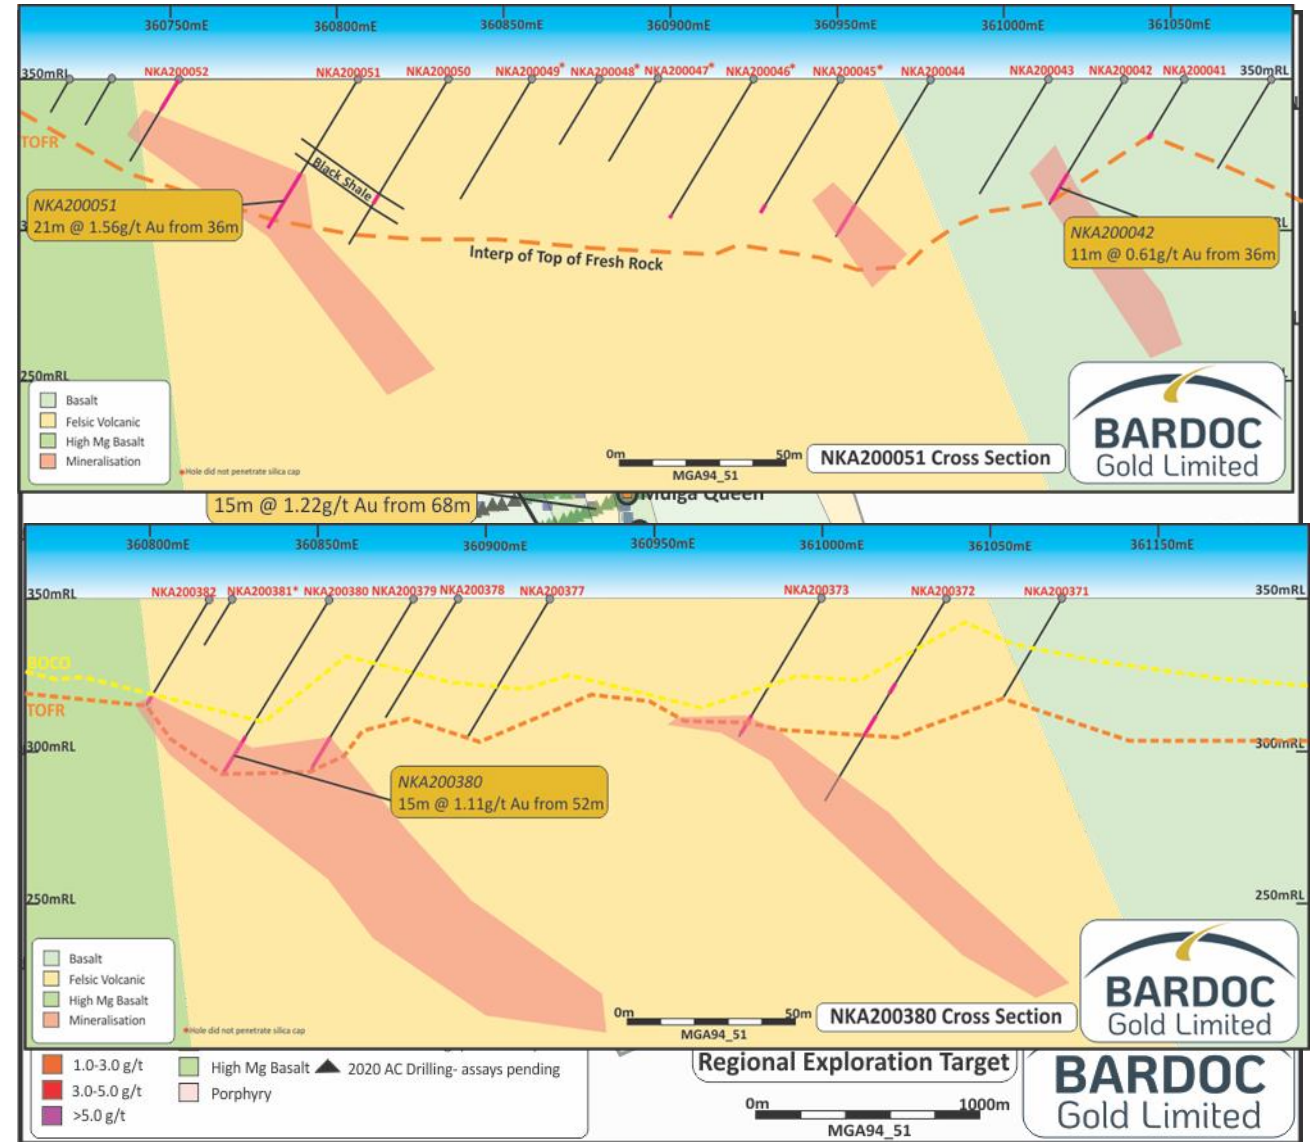 360750mE 360800mE 360850mE 360900mE 360950mE 361000mE 361050mE
350mRL NKA200052 NKA200051 NKA200050 NKA200049* NKA200048* NKA200047* NKA200046* NKA200045* NKA200044 NKA200043 NKA200042 NKA200041 350mRL
TOFR
Black Shale
NKA200051
21m @ 1.56g/t Au from 36m
Interp of Top of Fresh Rock
NKA200042
11m @ 0.61g/t Au from 36m
250mRL
Basalt
Felsic Volcanic
High Mg Basalt
Mineralisation
*Hole did not penetrate silica cap
0m 50m
MGA94_51
NKA200051 Cross Section
BARDOC
Gold Limited
15m @ 1.22g/t Au from 68m
Mulga Queen
360800mE 360850mE 360900mE 360950mE 361000mE 361050mE 361150mE
350mRL NKA200382 NKA200381* NKA200380 NKA200379 NKA200378 NKA200377 NKA200373 NKA200372 NKA200371 350mRL
BOCO
TOFR
300mRL 300mRL
NKA200380
15m @ 1.11g/t Au from 52m
250mRL 250mRL
Basalt
Felsic Volcanic
High Mg Basalt
Mineralisation
*Hole did not penetrate silica cap
0m 50m
MGA94_51
NKA200380 Cross Section
BARDOC
Gold Limited
1.0-3.0 g/t
3.0-5.0 g/t
>5.0 g/t
High Mg Basalt
Porphyry
2020 AC Drilling- assays pending
Regional Exploration Target
0m 1000m
MGA94_51
BARDOC
Gold Limited